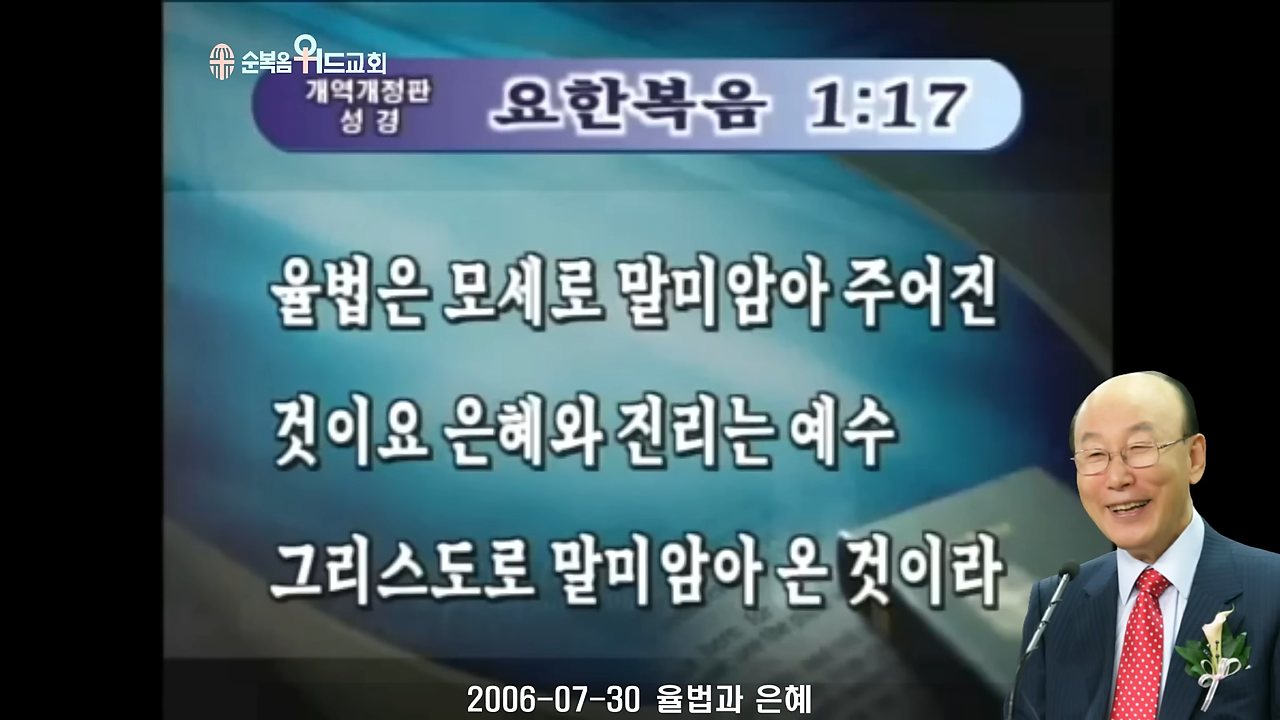 순복음워드교회
개역개정판
성경
요한복음 1:17
율법은 모세로 말미암아 주어진
것이요 은혜와 진리는 예수
그리스도로 말미암아 온 것이라
2006-07-30 율법과 은혜